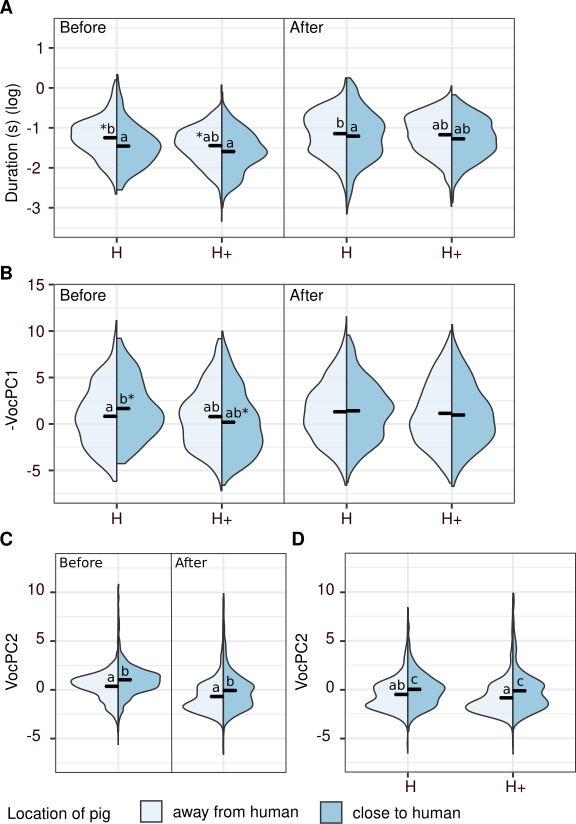 A
Before
After
Duration (s) (log)
1
0
-1
-2
-3
*b
a
*ab
a
b
a
ab
ab
H
H+
H
H+
B
Before
After
-VocPC1
15
10
5
0
-5
a
b*
ab
ab*
H
H+
H
H+
C
Before
After
VocPC2
10
5
0
-5
a
b
a
b
D
VocPC2
10
5
0
-5
ab
c
a
c
H
H+
Location of pig
away from human
close to human